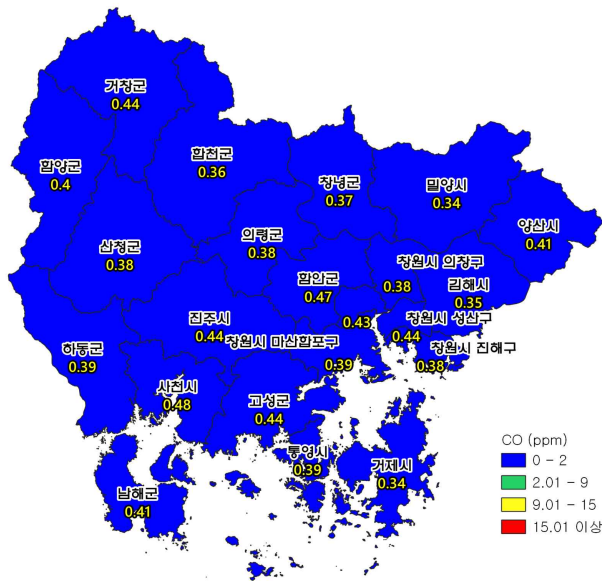 거창군
0.44
함양군
0.4
합천군
0.36
창녕군
0.37
밀양시
0.34
양산시
0.41
산청군
0.38
의령군
0.38
함안군
0.47
창원시 의창구
0.38
김해시
0.35
진주시
0.44
0.43
창원시 성산구
0.44
창원시 마산합포구
0.39
창원시 진해구
0.38
하동군
0.39
사천시
0.48
고성군
0.44
통영시
0.39
거제시
0.34
남해군
0.41
CO (ppm)
0 - 2
2.01 - 9
9.01 - 15
15.01 이상